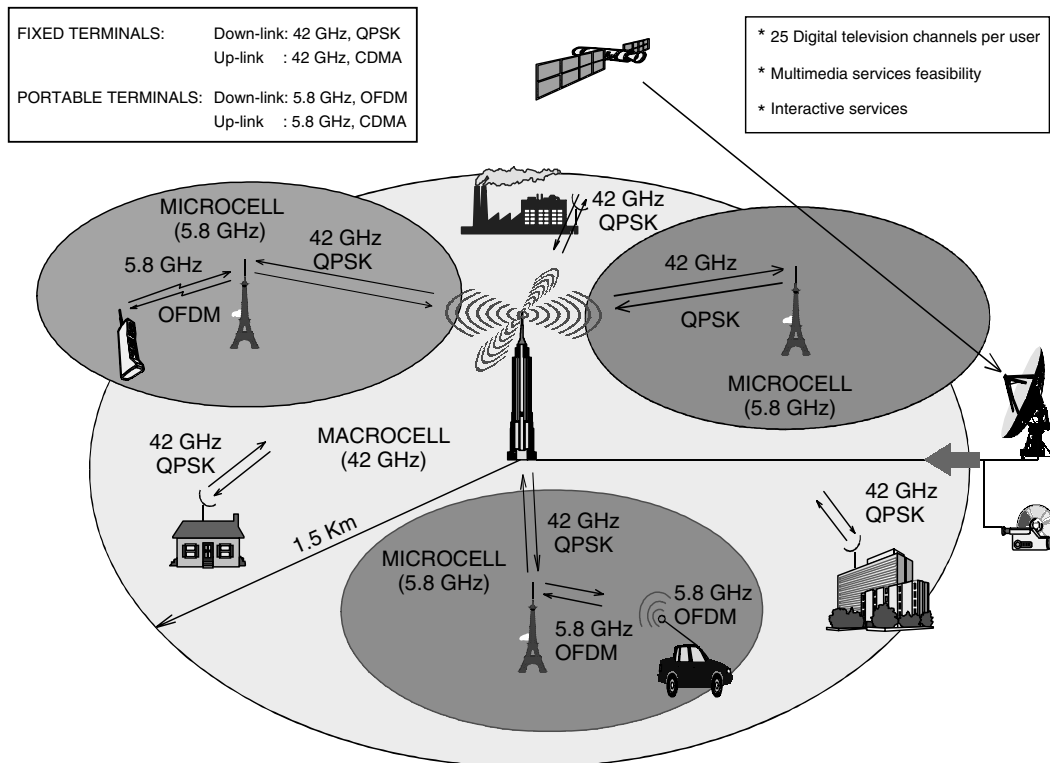 FIXED TERMINALS: Down-link: 42 GHz, QPSK
Up-link : 42 GHz, CDMA
PORTABLE TERMINALS: Down-link: 5.8 GHz, OFDM
Up-link : 5.8 GHz, CDMA
* 25 Digital television channels per user
* Multimedia services feasibility
* Interactive services
MICROCELL
(5.8 GHz)
5.8 GHz
OFDM
42 GHz
QPSK
42 GHz
QPSK
42 GHz
QPSK
MICROCELL
(5.8 GHz)
42 GHz
QPSK
MACROCELL
(42 GHz)
1.5 Km
42 GHz
QPSK
MICROCELL
(5.8 GHz)
5.8 GHz
OFDM
5.8 GHz
OFDM
42 GHz
QPSK